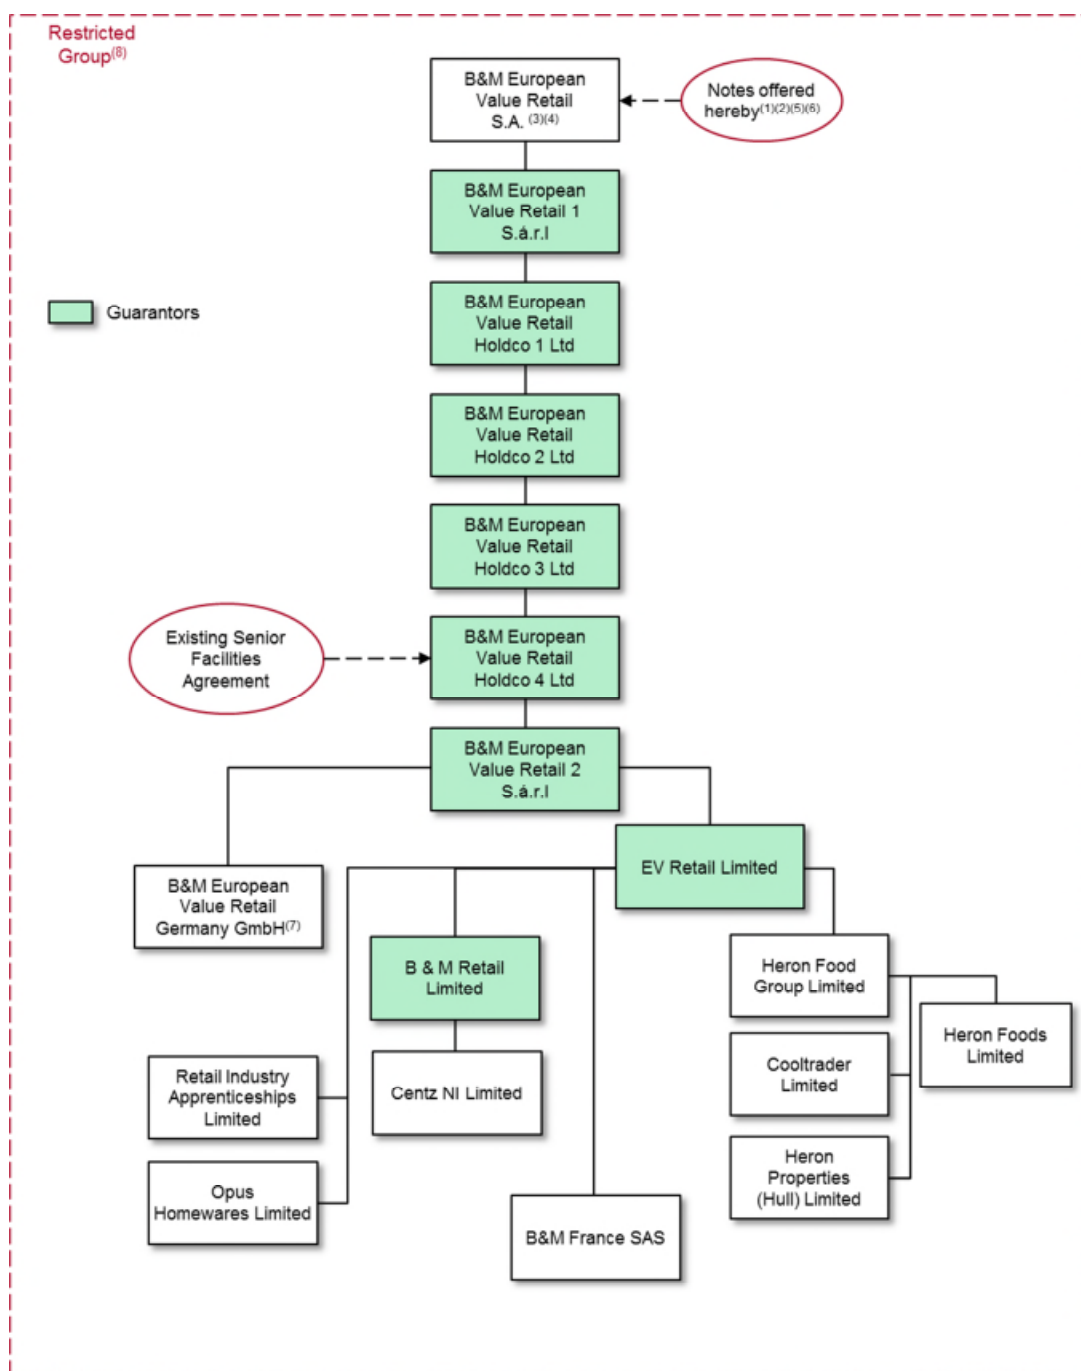 Restricted
Group(8)
B&M European
Value Retail
S.A. (3)(4)
Notes offered
hereby(1)(2)(5)(6)
B&M European
Value Retail 1
S.á.r.l
Guarantors
B&M European
Value Retail
Holdco 1 Ltd
B&M European
Value Retail
Holdco 2 Ltd
B&M European
Value Retail
Holdco 3 Ltd
Existing Senior
Facilities
Agreement
B&M European
Value Retail
Holdco 4 Ltd
B&M European
Value Retail 2
S.á.r.l
EV Retail Limited
B&M European
Value Retail
Germany GmbH(7)
B & M Retail
Limited
Heron Food
Group Limited
Heron Foods
Limited
Cooltrader
Limited
Retail Industry
Apprenticeships
Limited
Centz NI Limited
Heron
Properties
(Hull) Limited
Opus
Homewares Limited
B&M France SAS